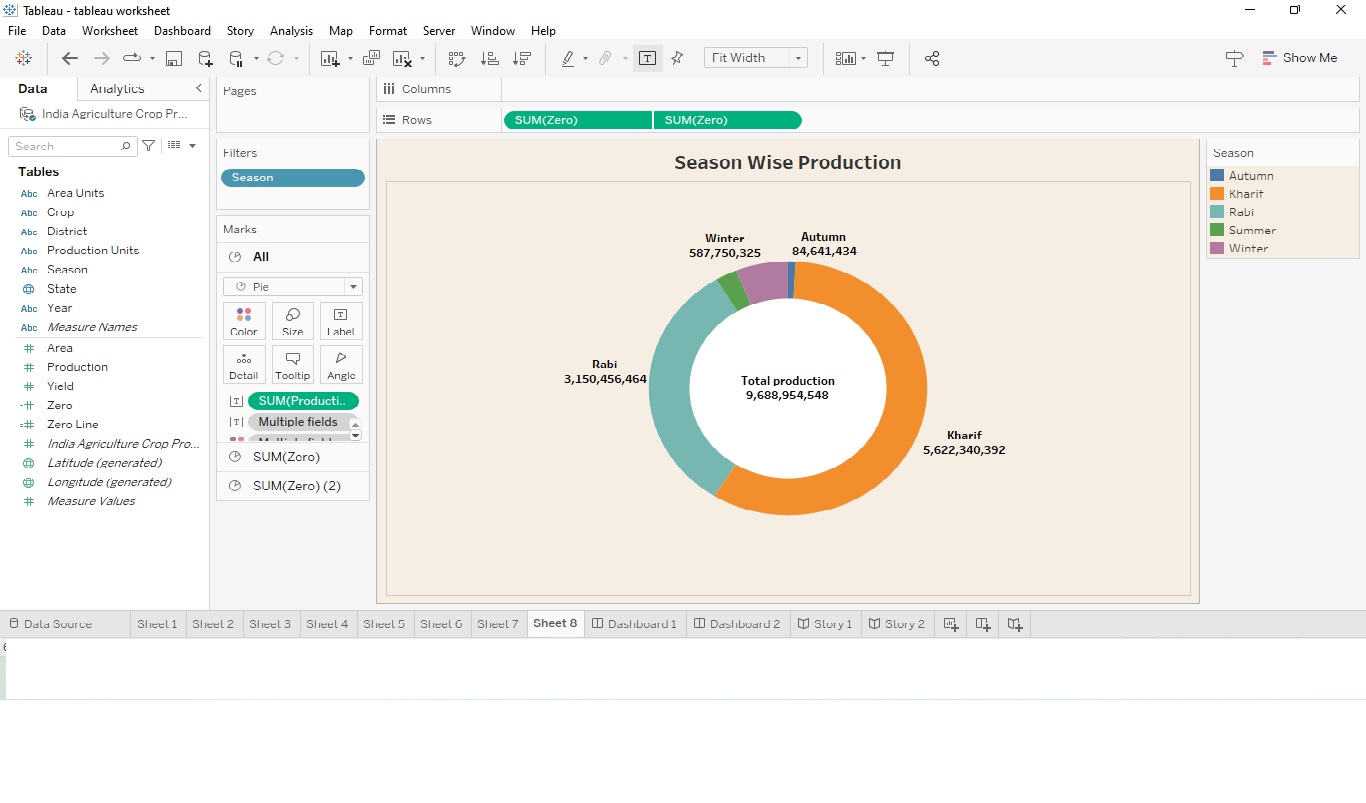 Tableau - tableau worksheet
File Data Worksheet Dashboard Story Analysis Map Format Server Window Help
Fit Width
Show Me
Data Analytics
India Agriculture Crop Pr...
Search
Tables
Abc Area Units
Abc Crop
Abc District
Abc Production Units
Abc Season
State
Abc Year
Abc Measure Names
Area
Production
Yield
Zero
Zero Line
India Agriculture Crop Pro...
Latitude (generated)
Longitude (generated)
Measure Values
Pages
Filters
Season
Marks
All
Pie
Color Size Label
Detail Tooltip Angle
SUM(Producti..
Multiple fields
SUM(Zero)
SUM(Zero) (2)
Columns
Rows SUM(Zero) SUM(Zero)
Season Wise Production
Winter
587,750,325
Autumn
84,641,434
Rabi
3,150,456,464
Total production
9,688,954,548
Kharif
5,622,340,392
Season
Autumn
Kharif
Rabi
Summer
Winter
Data Source Sheet 1 Sheet 2 Sheet 3 Sheet 4 Sheet 5 Sheet 6 Sheet 7 Sheet 8 Dashboard 1 Dashboard 2 Story 1 Story 2